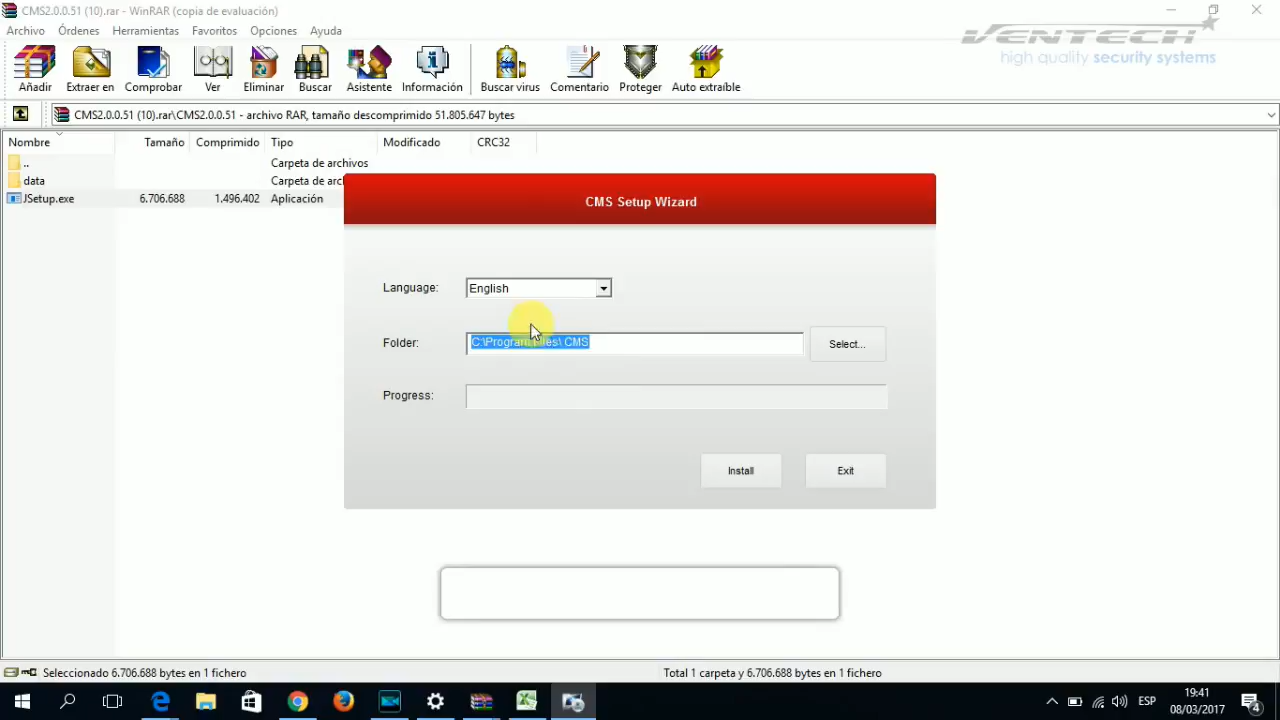 CMS2.0.0.51 (10).rar - WinRAR (copia de evaluación)
Archivo Órdenes Herramientas Favoritos Opciones Ayuda
VENTECH
high quality security systems
Añadir Extraer en Comprobar Ver Eliminar Buscar Asistente Información Buscar virus Comentario Proteger Auto extraíble
CMS2.0.0.51 (10).rar\CMS2.0.0.51 - archivo RAR, tamaño descomprimido 51.805.647 bytes
Nombre Tamaño Comprimido Tipo Modificado CRC32
.. Carpeta de archivos
data Carpeta de arc
JSetup.exe 6.706.688 1.496.402 Aplicación
CMS Setup Wizard
Language: English
Folder: C:\Program Files\ CMS Select...
Progress:
Install Exit
Seleccionado 6.706.688 bytes en 1 fichero Total 1 carpeta y 6.706.688 bytes en 1 fichero
ESP 19:41
08/03/2017 4